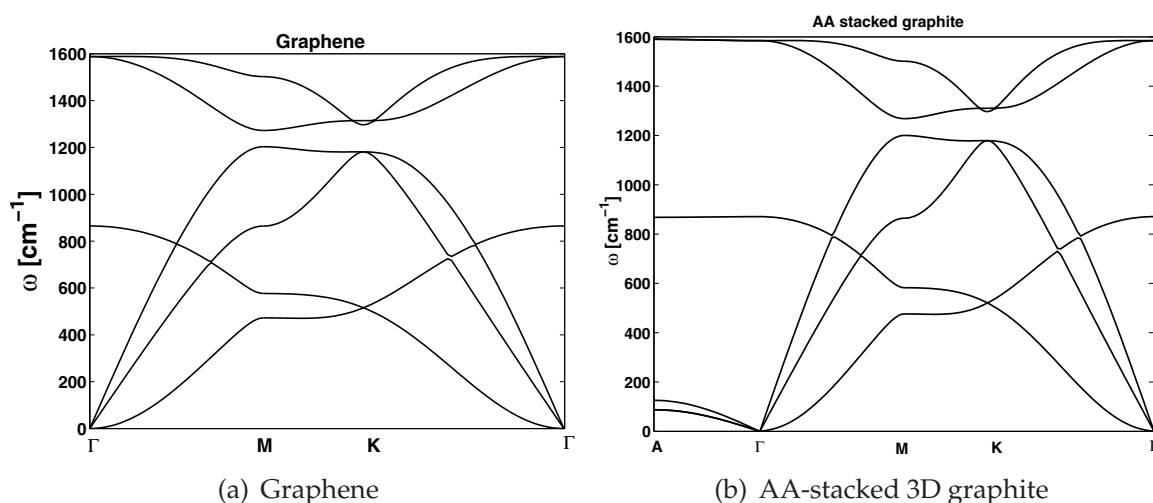 Graphene
1600
1400
1200
1000
800
600
400
200
0
ω [cm⁻¹]
Γ M K Γ
(a) Graphene
AA stacked graphite
1600
1400
1200
1000
800
600
400
200
0
ω [cm⁻¹]
A Γ M K Γ
(b) AA-stacked 3D graphite